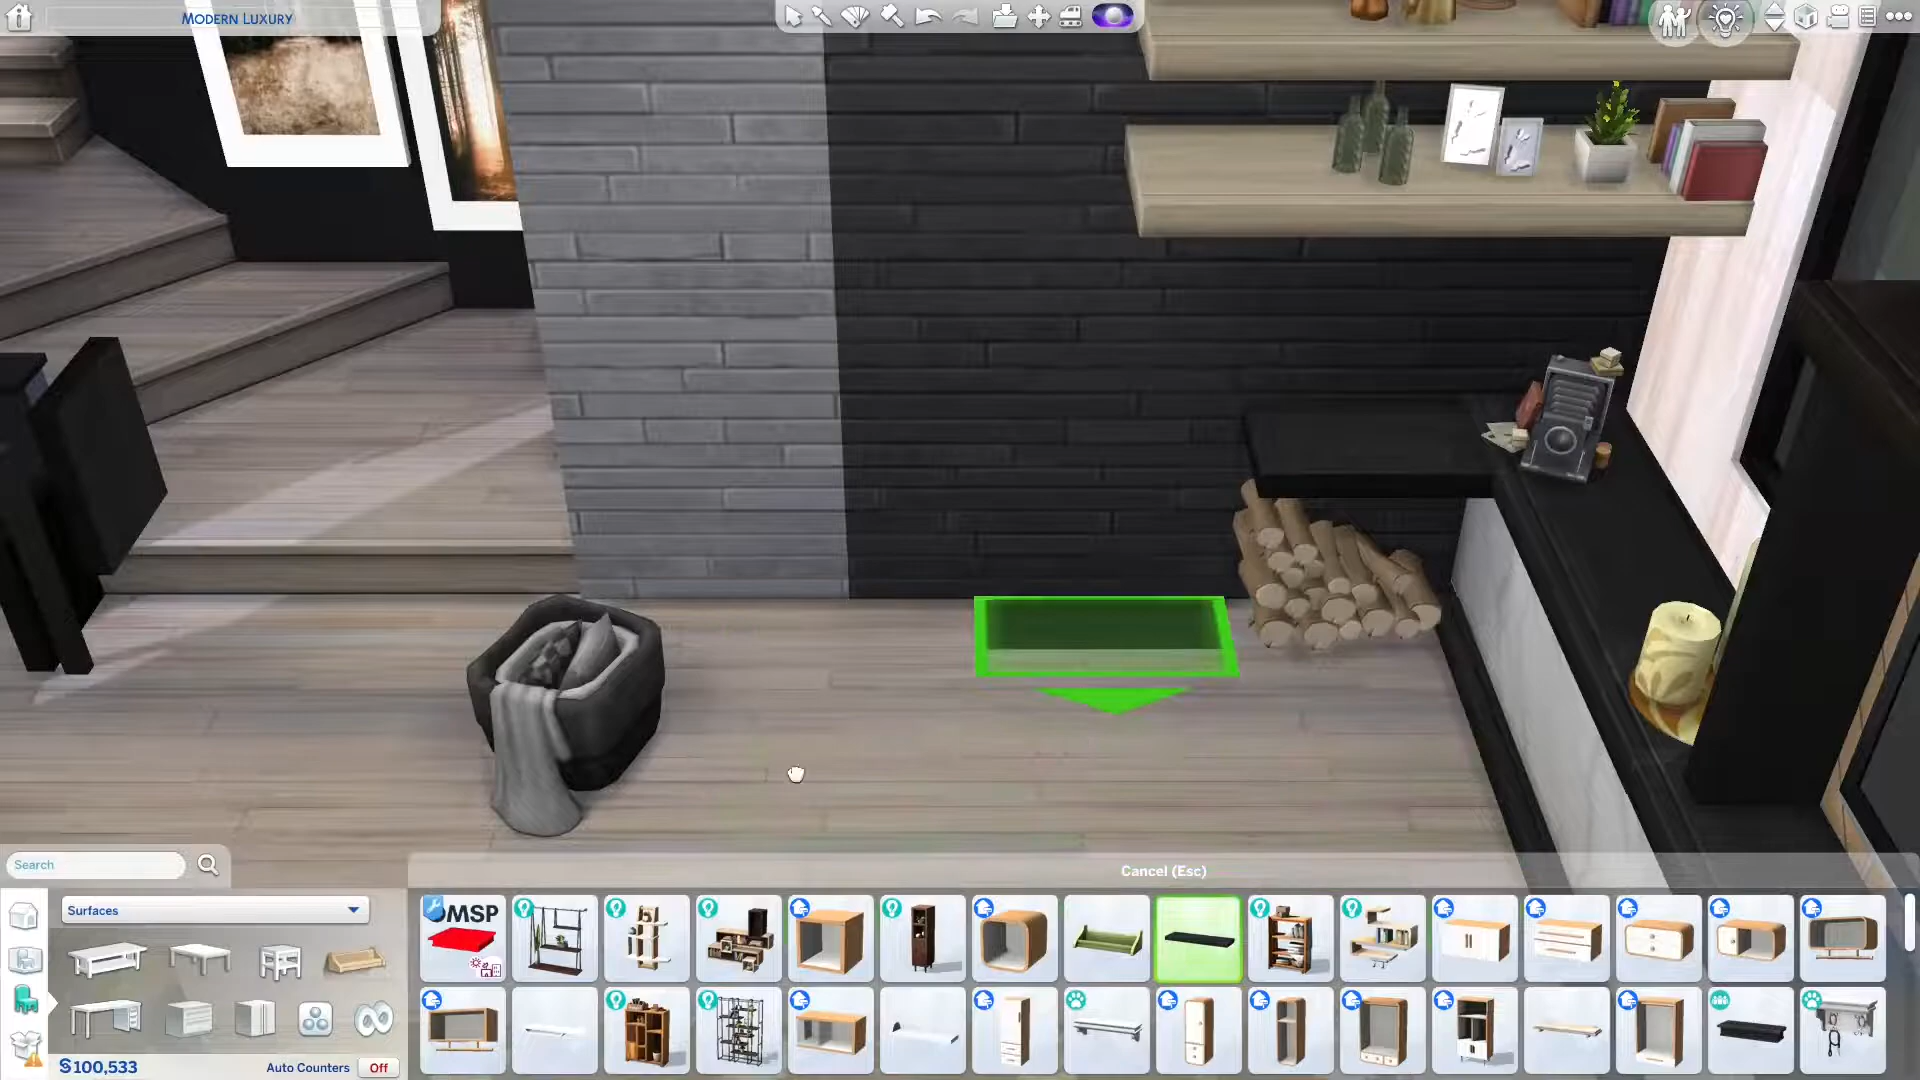 MODERN LUXURY
Search
Cancel (Esc)
Surfaces
MSP
§100,533
Auto Counters
Off